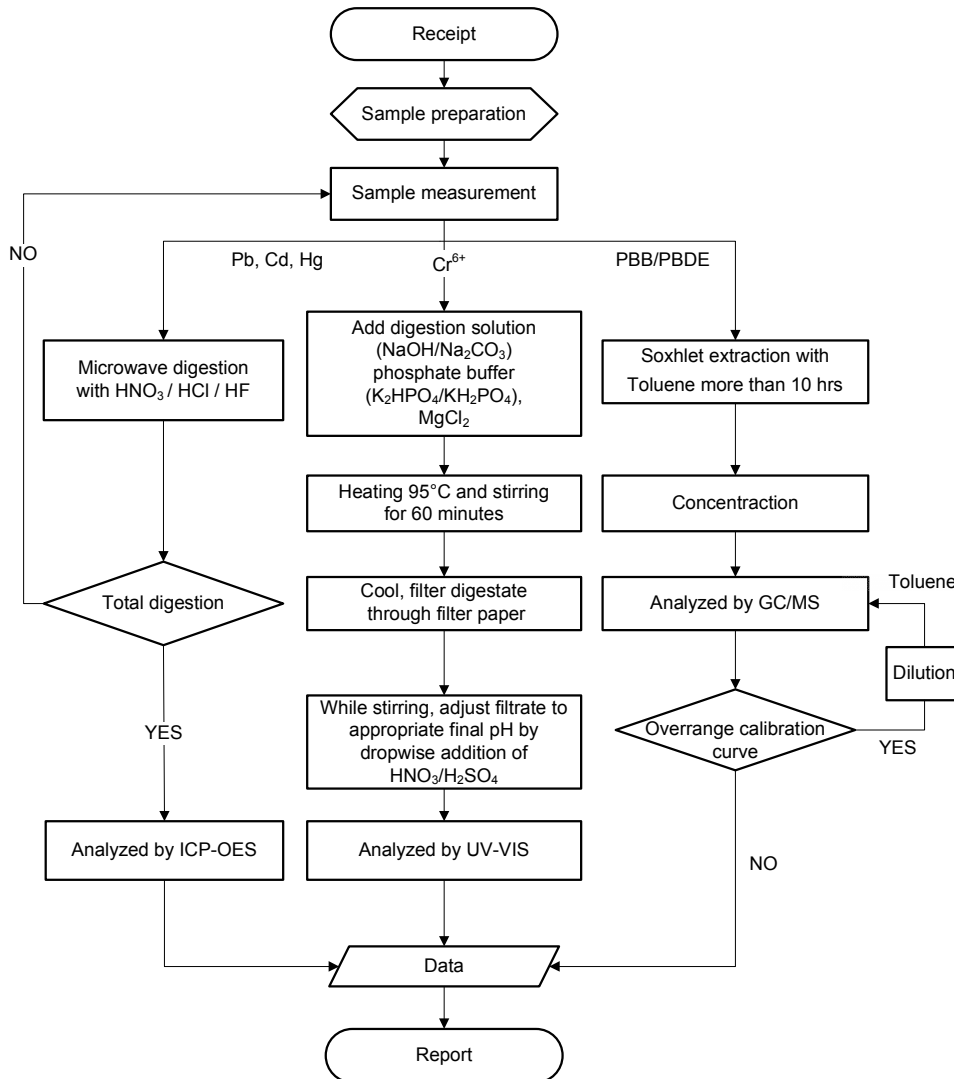 Receipt
Sample preparation
Sample measurement
NO
Pb, Cd, Hg
Cr⁶⁺
PBB/PBDE
Microwave digestion
with HNO₃ / HCl / HF
Add digestion solution
(NaOH/Na₂CO₃)
phosphate buffer
(K₂HPO₄/KH₂PO₄),
MgCl₂
Soxhlet extraction with
Toluene more than 10 hrs
Heating 95°C and stirring
for 60 minutes
Concentraction
Total digestion
Cool, filter digestate
through filter paper
Analyzed by GC/MS
Toluene
Dilution
YES
While stirring, adjust filtrate to
appropriate final pH by
dropwise addition of
HNO₃/H₂SO₄
Overrange calibration
curve
YES
Analyzed by ICP-OES
Analyzed by UV-VIS
NO
Data
Report